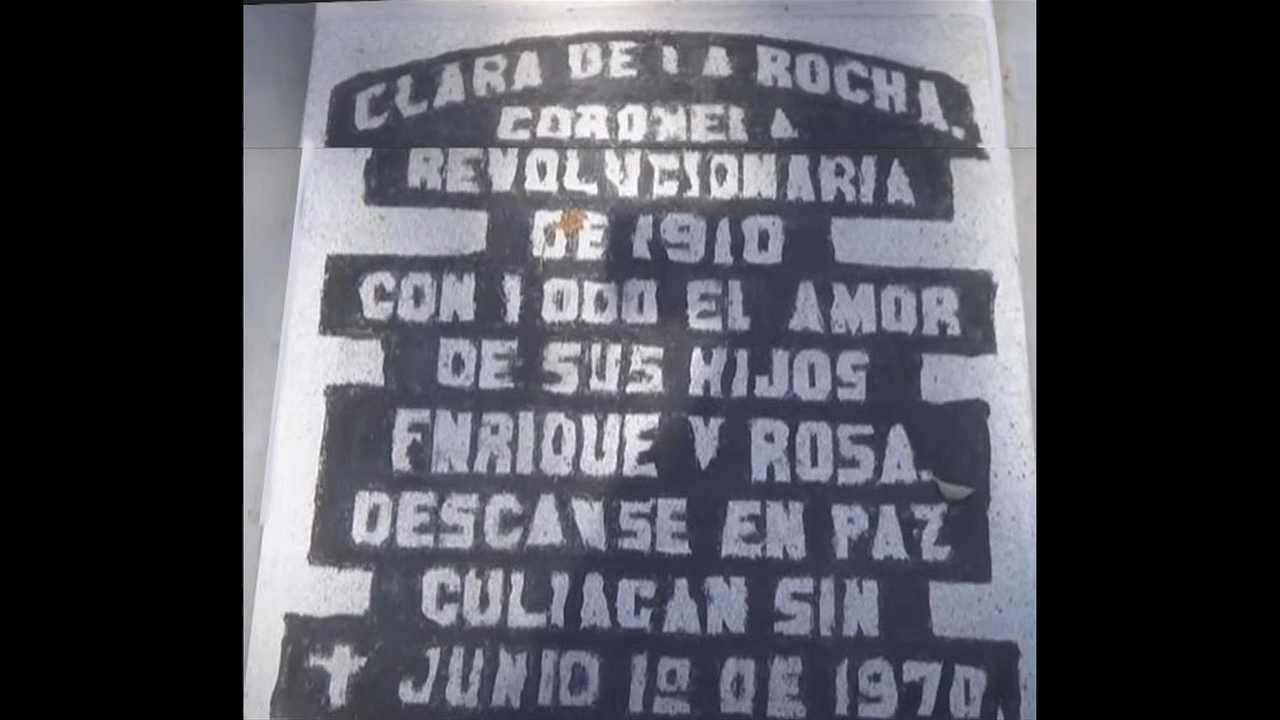 CLARA DE LA ROCHA.
CORONELA
REVOLUCIONARIA
DE 1910
CON TODO EL AMOR
DE SUS HIJOS
ENRIQUE Y ROSA.
DESCANSE EN PAZ
CULIACAN SIN
✝ JUNIO 1º DE 1970